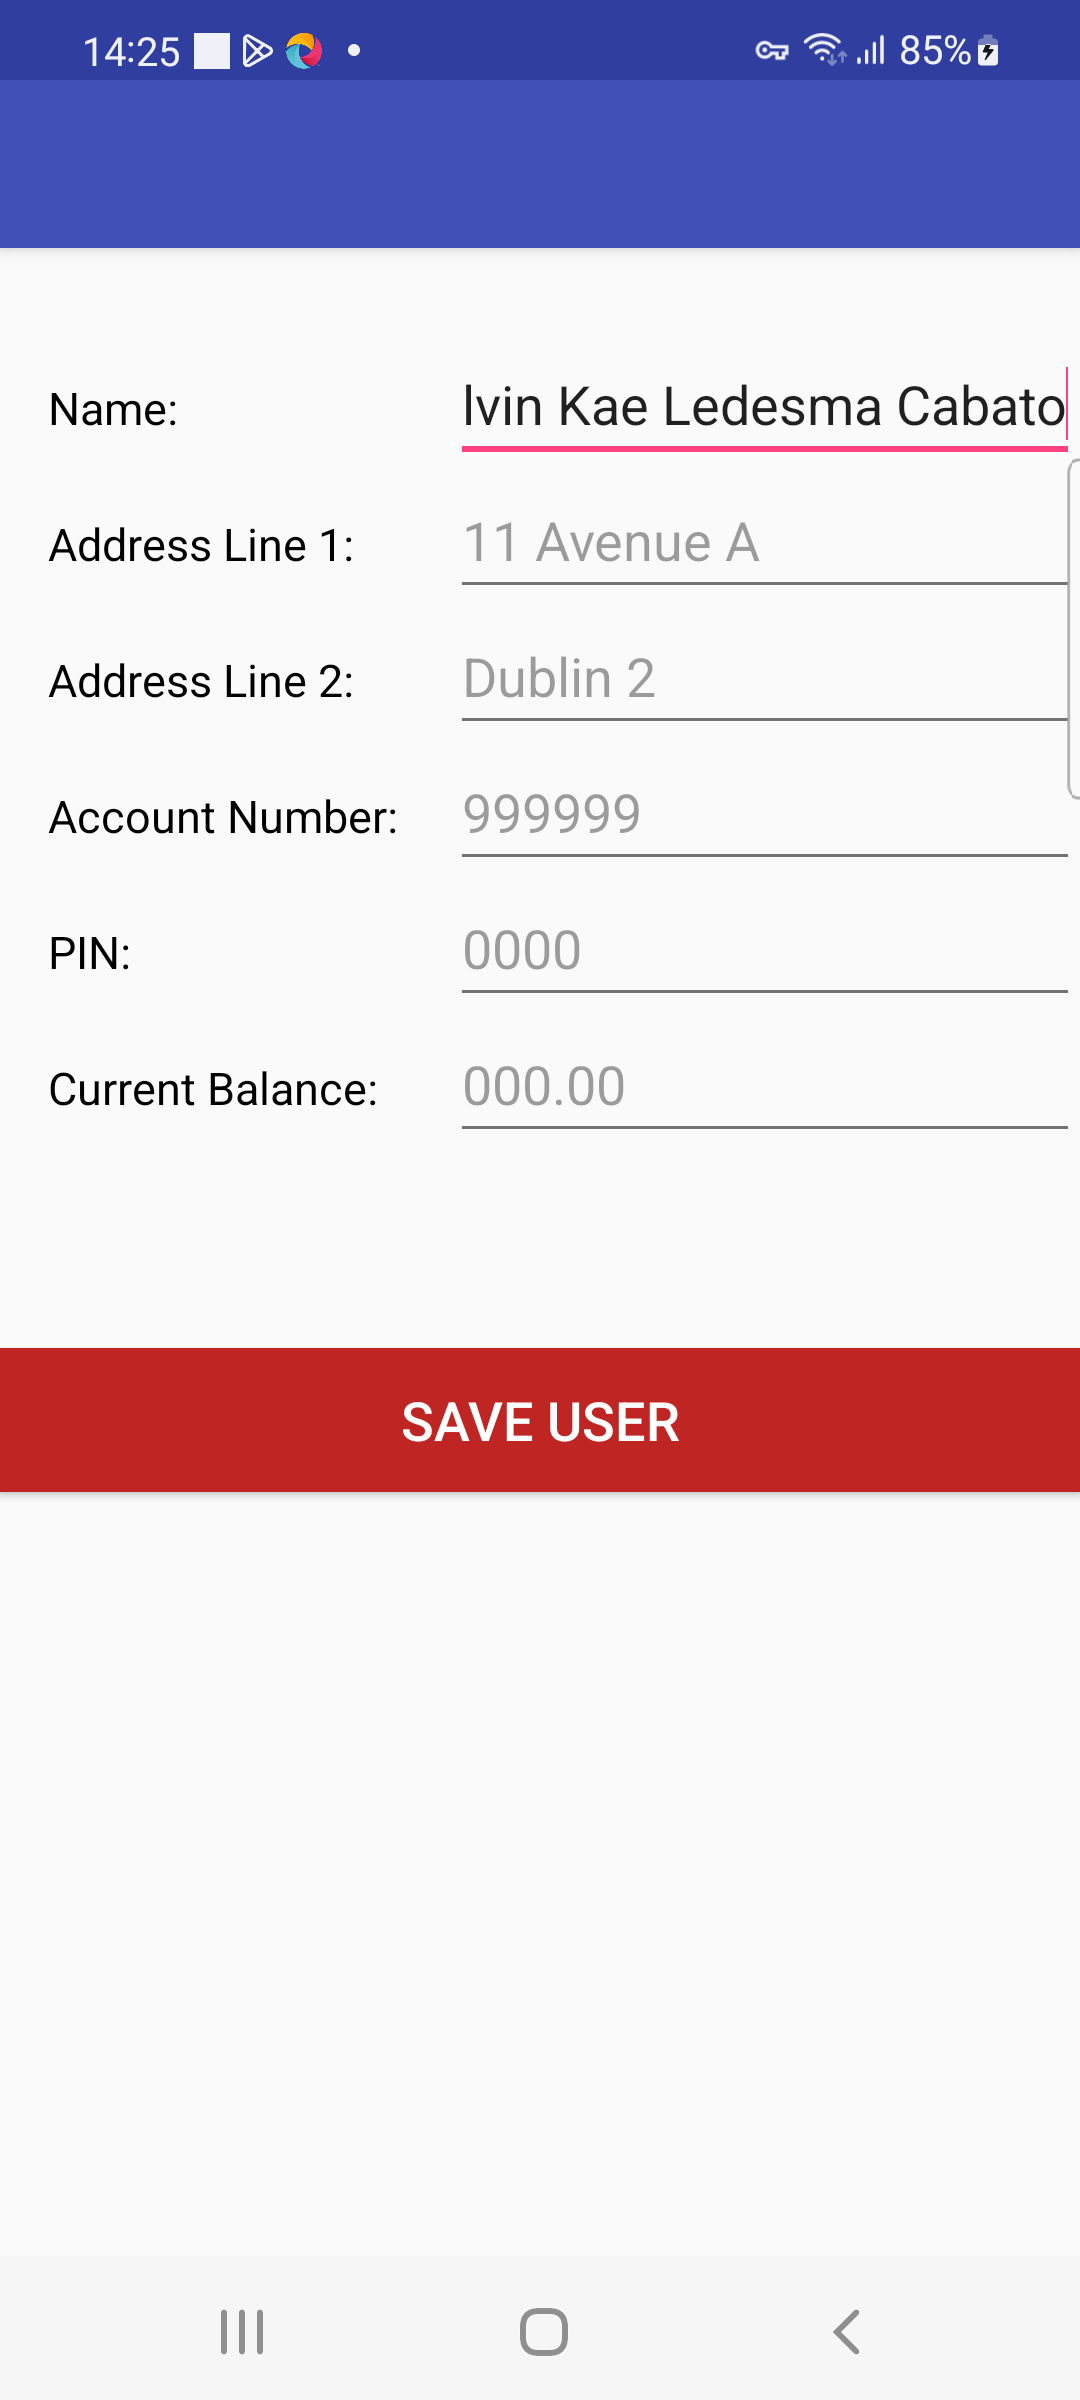 14:25 85%
Name: lvin Kae Ledesma Cabato
Address Line 1: 11 Avenue A
Address Line 2: Dublin 2
Account Number: 999999
PIN: 0000
Current Balance: 000.00
SAVE USER